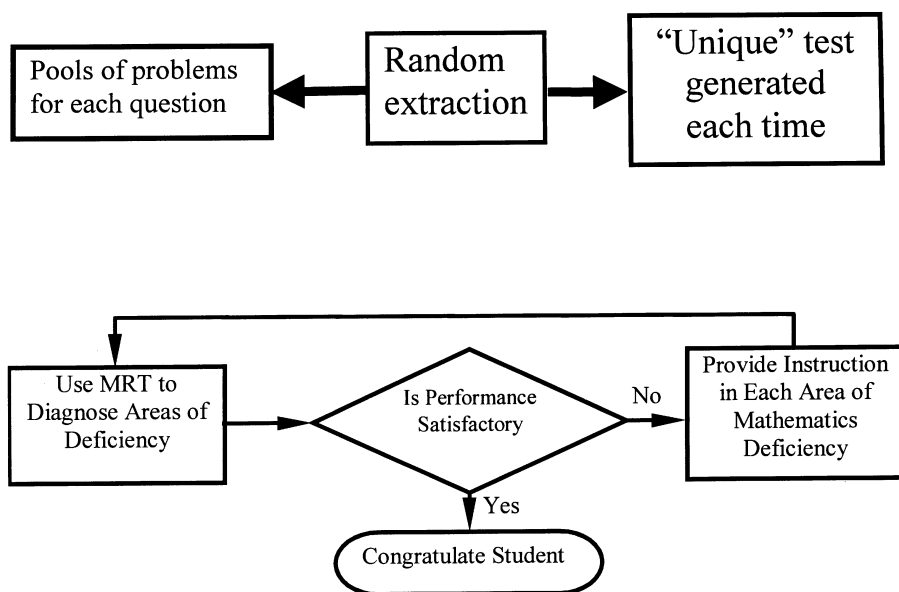 Pools of problems
for each question
Random
extraction
“Unique” test
generated
each time
Use MRT to
Diagnose Areas of
Deficiency
Is Performance
Satisfactory
No
Provide Instruction
in Each Area of
Mathematics
Deficiency
Yes
Congratulate Student